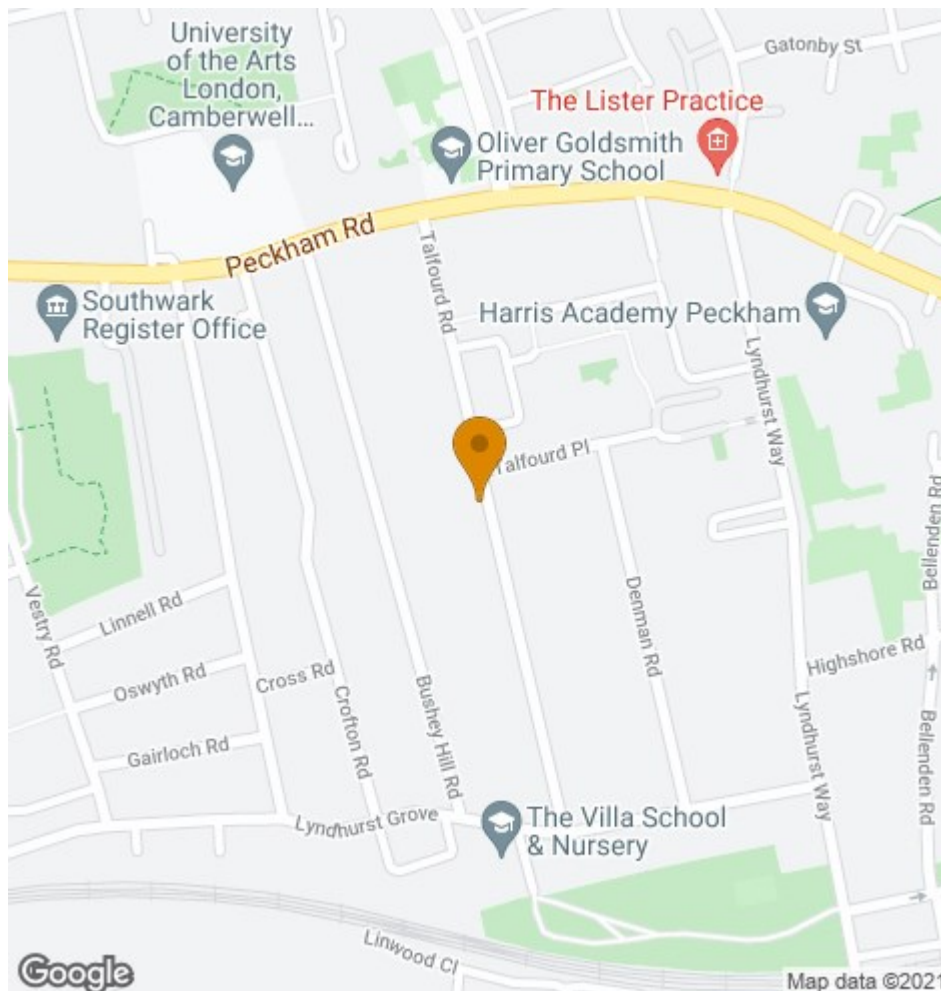 University
of the Arts
London,
Camberwell...
Gatonby St
The Lister Practice
Oliver Goldsmith
Primary School
Peckham Rd
Talfourd Rd
Southwark
Register Office
Harris Academy Peckham
Lyndhurst Way
Talfourd Pl
Bellenden Rd
Vestry Rd
Linnell Rd
Denman Rd
Highshore Rd
Oswyth Rd
Cross Rd
Crofton Rd
Bushey Hill Rd
Gairloch Rd
Lyndhurst Way
Bellenden Rd
Lyndhurst Grove
The Villa School
& Nursery
Linwood Cl
Google
Map data ©2021